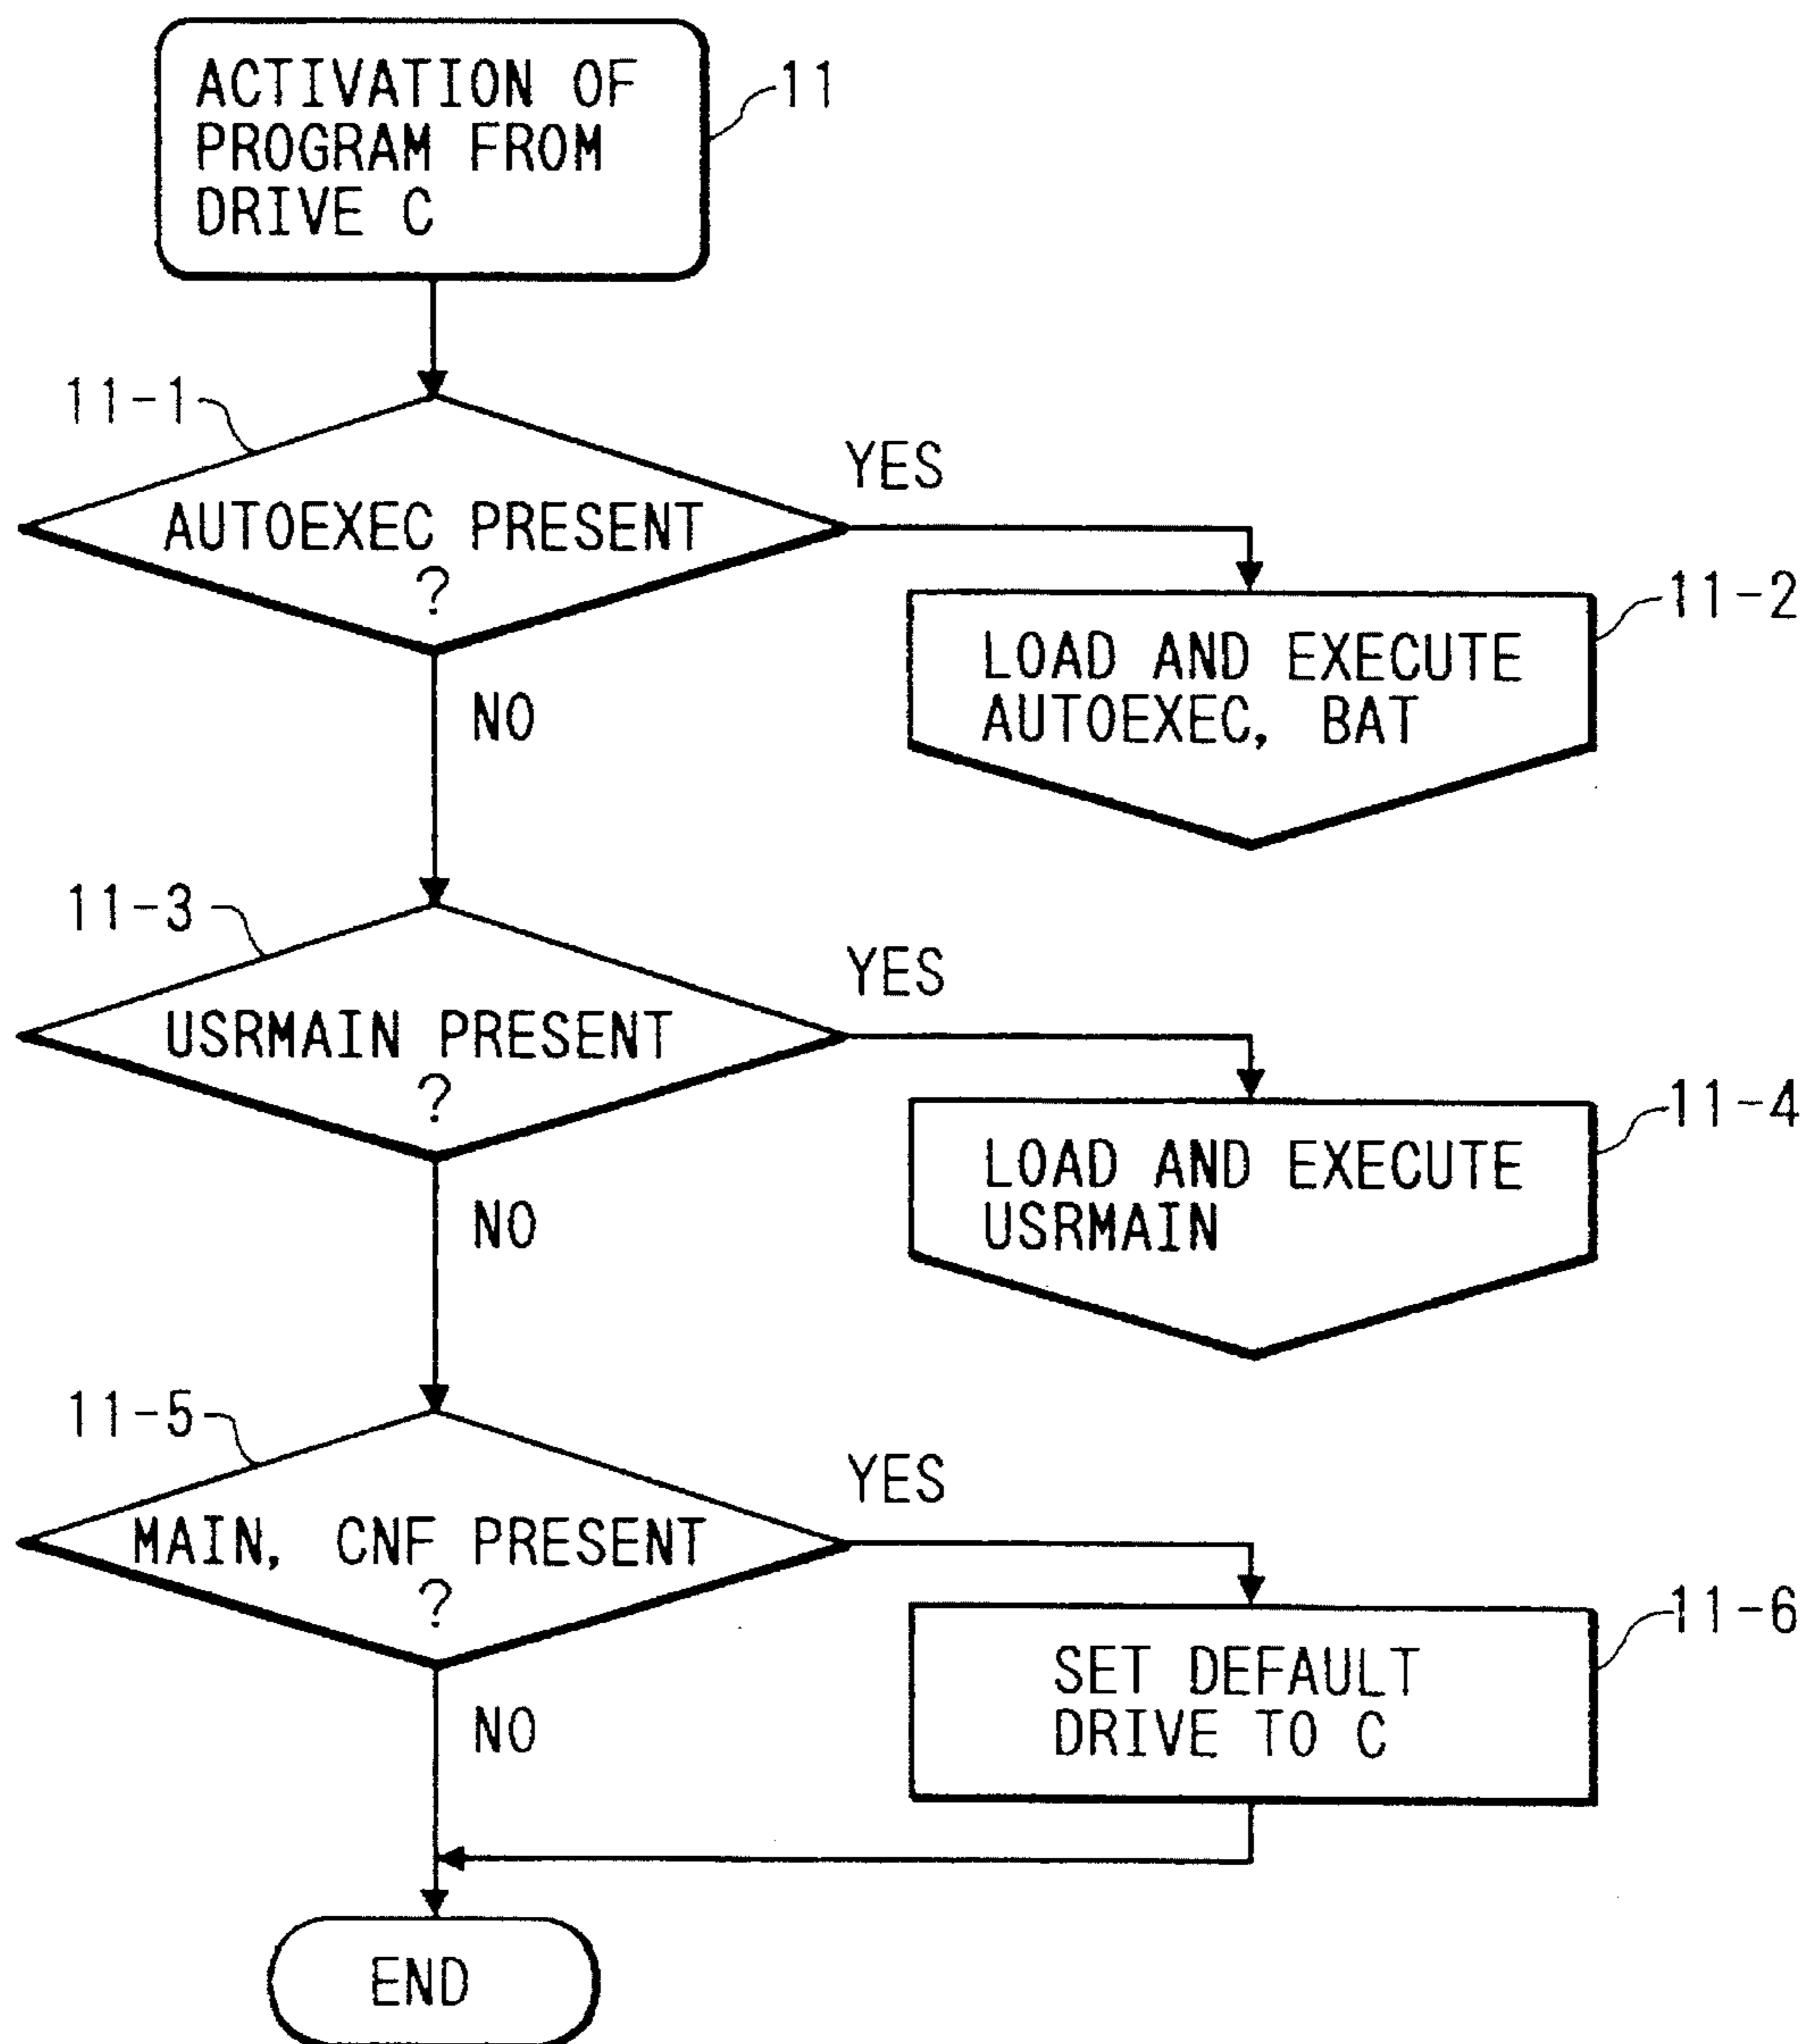 ACTIVATION OF
PROGRAM FROM
DRIVE C
11
11-1
AUTOEXEC PRESENT
?
YES
NO
11-2
LOAD AND EXECUTE
AUTOEXEC, BAT
11-3
USRMAIN PRESENT
?
YES
NO
11-4
LOAD AND EXECUTE
USRMAIN
11-5
MAIN, CNF PRESENT
?
YES
NO
11-6
SET DEFAULT
DRIVE TO C
END